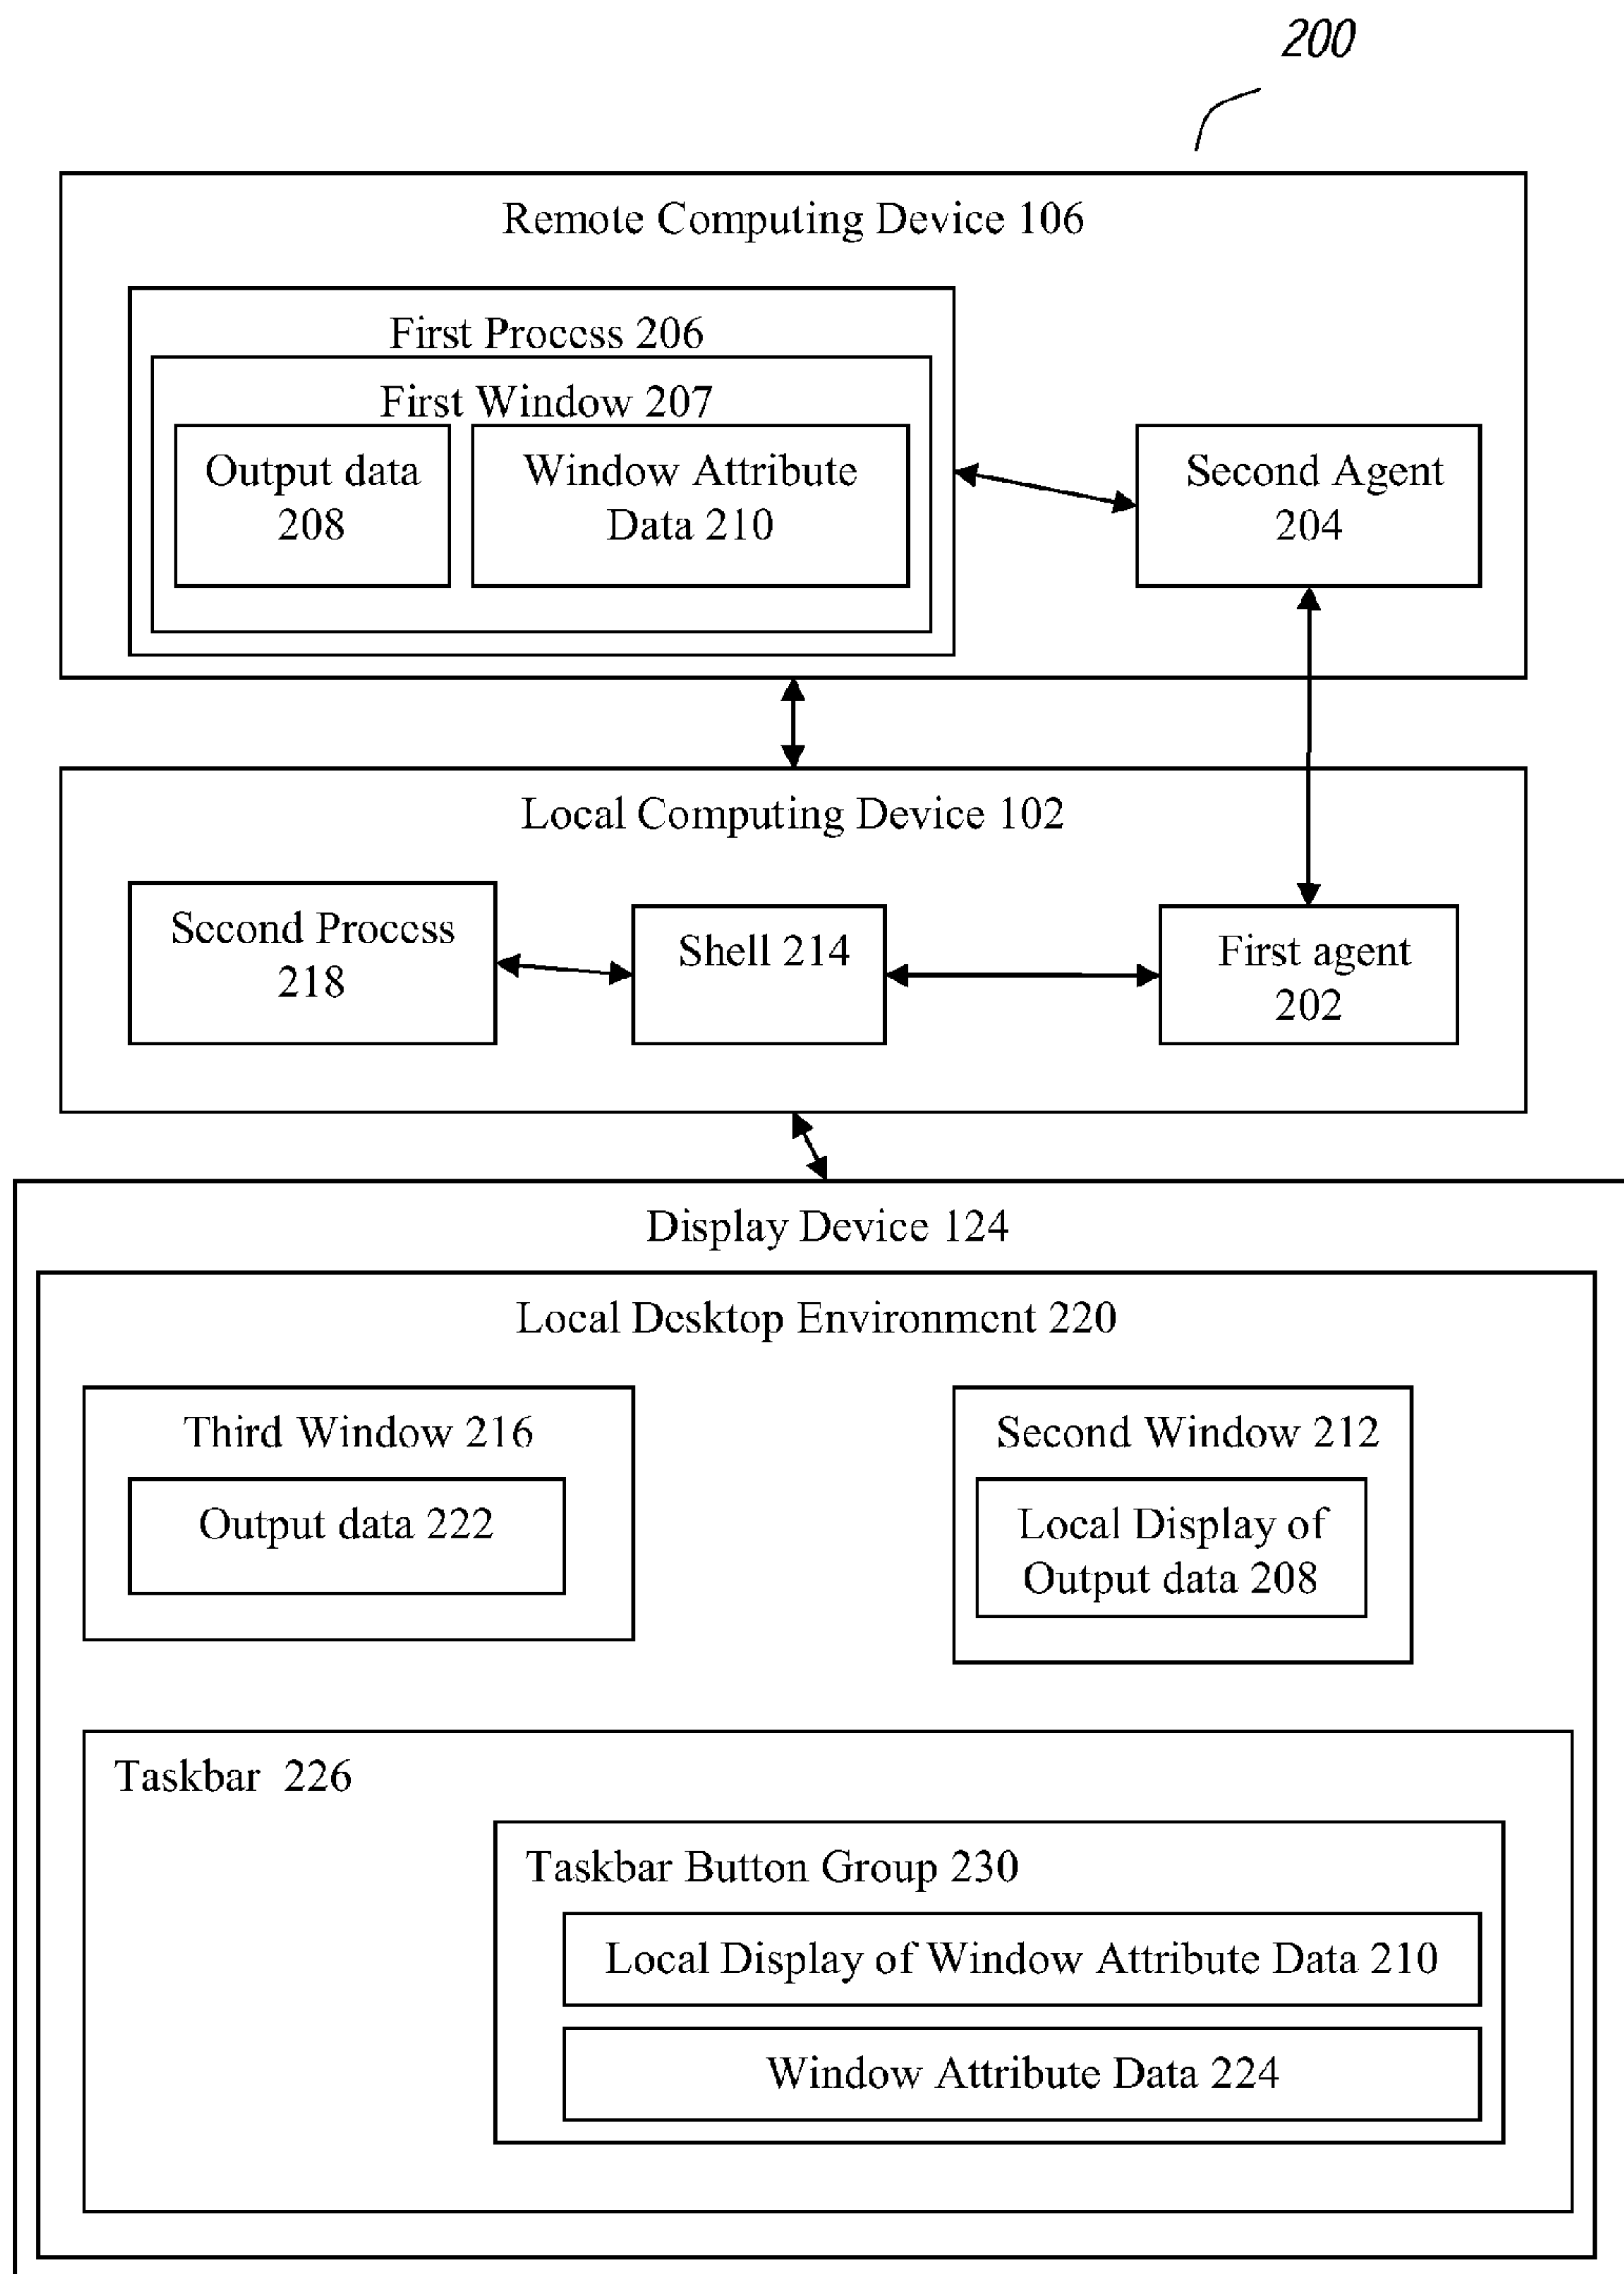 200
Remote Computing Device 106
First Process 206
First Window 207
Output data
208
Window Attribute
Data 210
Second Agent
204
Local Computing Device 102
Second Process
218
Shell 214
First agent
202
Display Device 124
Local Desktop Environment 220
Third Window 216
Output data 222
Second Window 212
Local Display of
Output data 208
Taskbar 226
Taskbar Button Group 230
Local Display of Window Attribute Data 210
Window Attribute Data 224